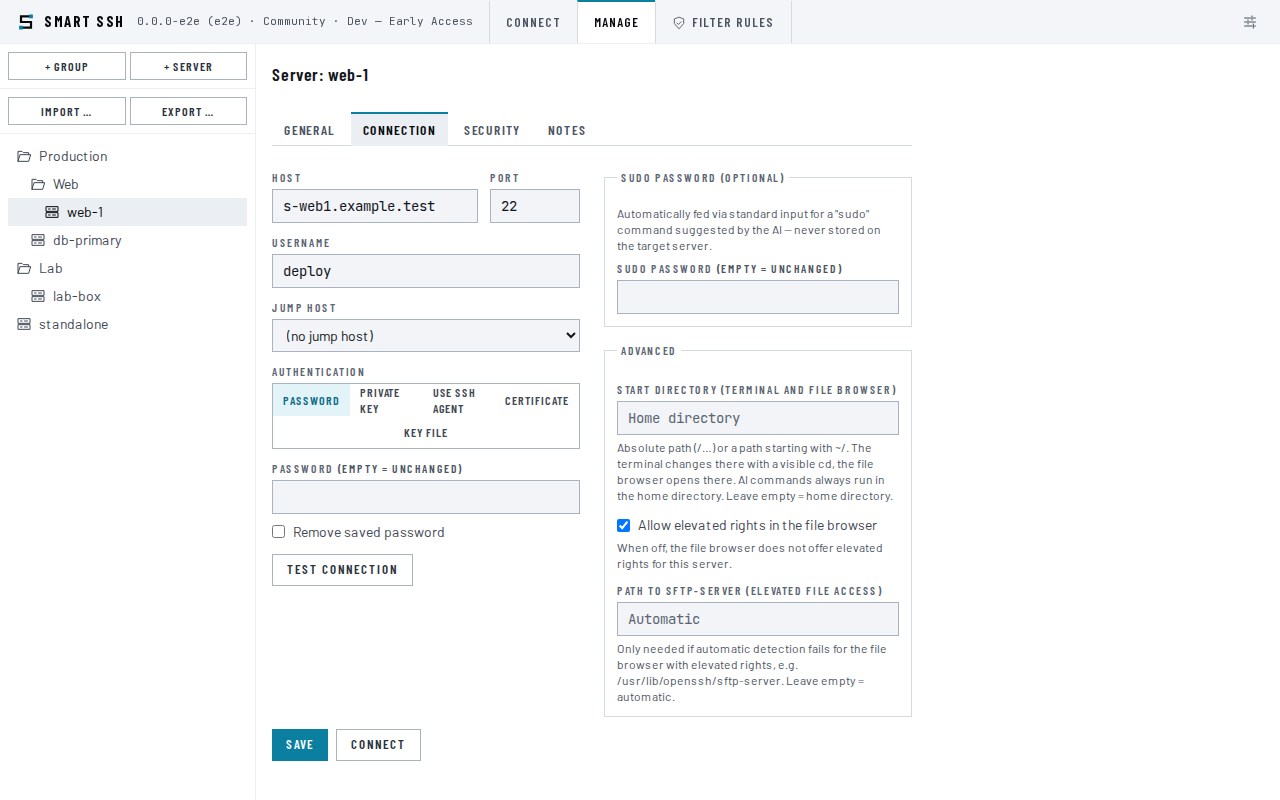 SMART SSH 0.0.0-e2e (e2e) · Community · Dev — Early Access CONNECT MANAGE FILTER RULES
+ GROUP + SERVER
IMPORT ... EXPORT ...
Production
Web
web-1
db-primary
Lab
lab-box
standalone
Server: web-1
GENERAL CONNECTION SECURITY NOTES
HOST PORT
s-web1.example.test 22
USERNAME
deploy
JUMP HOST
(no jump host)
AUTHENTICATION
PASSWORD PRIVATE KEY USE SSH AGENT CERTIFICATE
KEY FILE
PASSWORD (EMPTY = UNCHANGED)
Remove saved password
TEST CONNECTION
SUDO PASSWORD (OPTIONAL)
Automatically fed via standard input for a "sudo"
command suggested by the AI — never stored on
the target server.
SUDO PASSWORD (EMPTY = UNCHANGED)
ADVANCED
START DIRECTORY (TERMINAL AND FILE BROWSER)
Home directory
Absolute path (/...) or a path starting with ~/. The
terminal changes there with a visible cd, the file
browser opens there. AI commands always run in
the home directory. Leave empty = home directory.
Allow elevated rights in the file browser
When off, the file browser does not offer elevated
rights for this server.
PATH TO SFTP-SERVER (ELEVATED FILE ACCESS)
Automatic
Only needed if automatic detection fails for the file
browser with elevated rights, e.g.
/usr/lib/openssh/sftp-server. Leave empty =
automatic.
SAVE CONNECT